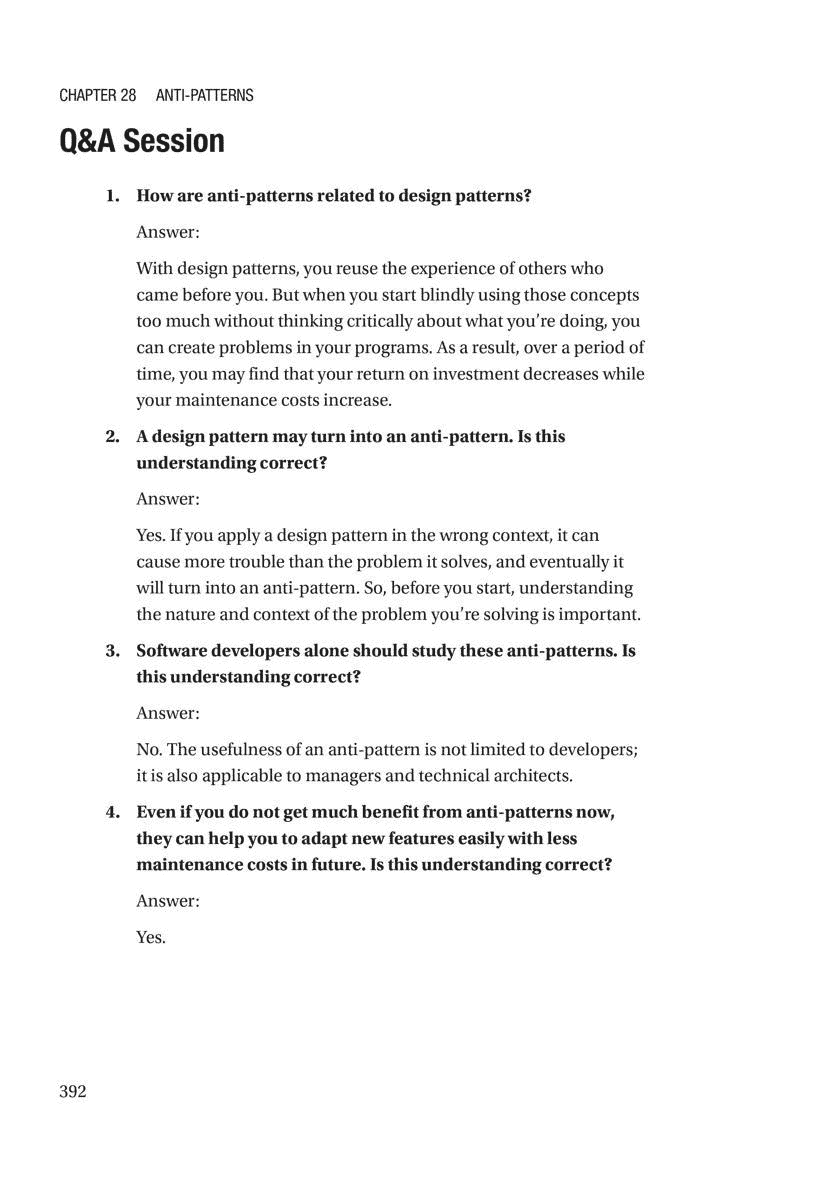 CHAPTER 28 ANTI-PATTERNS
Q&A Session
1. How are anti-patterns related to design patterns?
Answer:
With design patterns, you reuse the experience of others who
came before you. But when you start blindly using those concepts
too much without thinking critically about what you’re doing, you
can create problems in your programs. As a result, over a period of
time, you may find that your return on investment decreases while
your maintenance costs increase.
2. A design pattern may turn into an anti-pattern. Is this
understanding correct?
Answer:
Yes. If you apply a design pattern in the wrong context, it can
cause more trouble than the problem it solves, and eventually it
will turn into an anti-pattern. So, before you start, understanding
the nature and context of the problem you’re solving is important.
3. Software developers alone should study these anti-patterns. Is
this understanding correct?
Answer:
No. The usefulness of an anti-pattern is not limited to developers;
it is also applicable to managers and technical architects.
4. Even if you do not get much benefit from anti-patterns now,
they can help you to adapt new features easily with less
maintenance costs in future. Is this understanding correct?
Answer:
Yes.
392